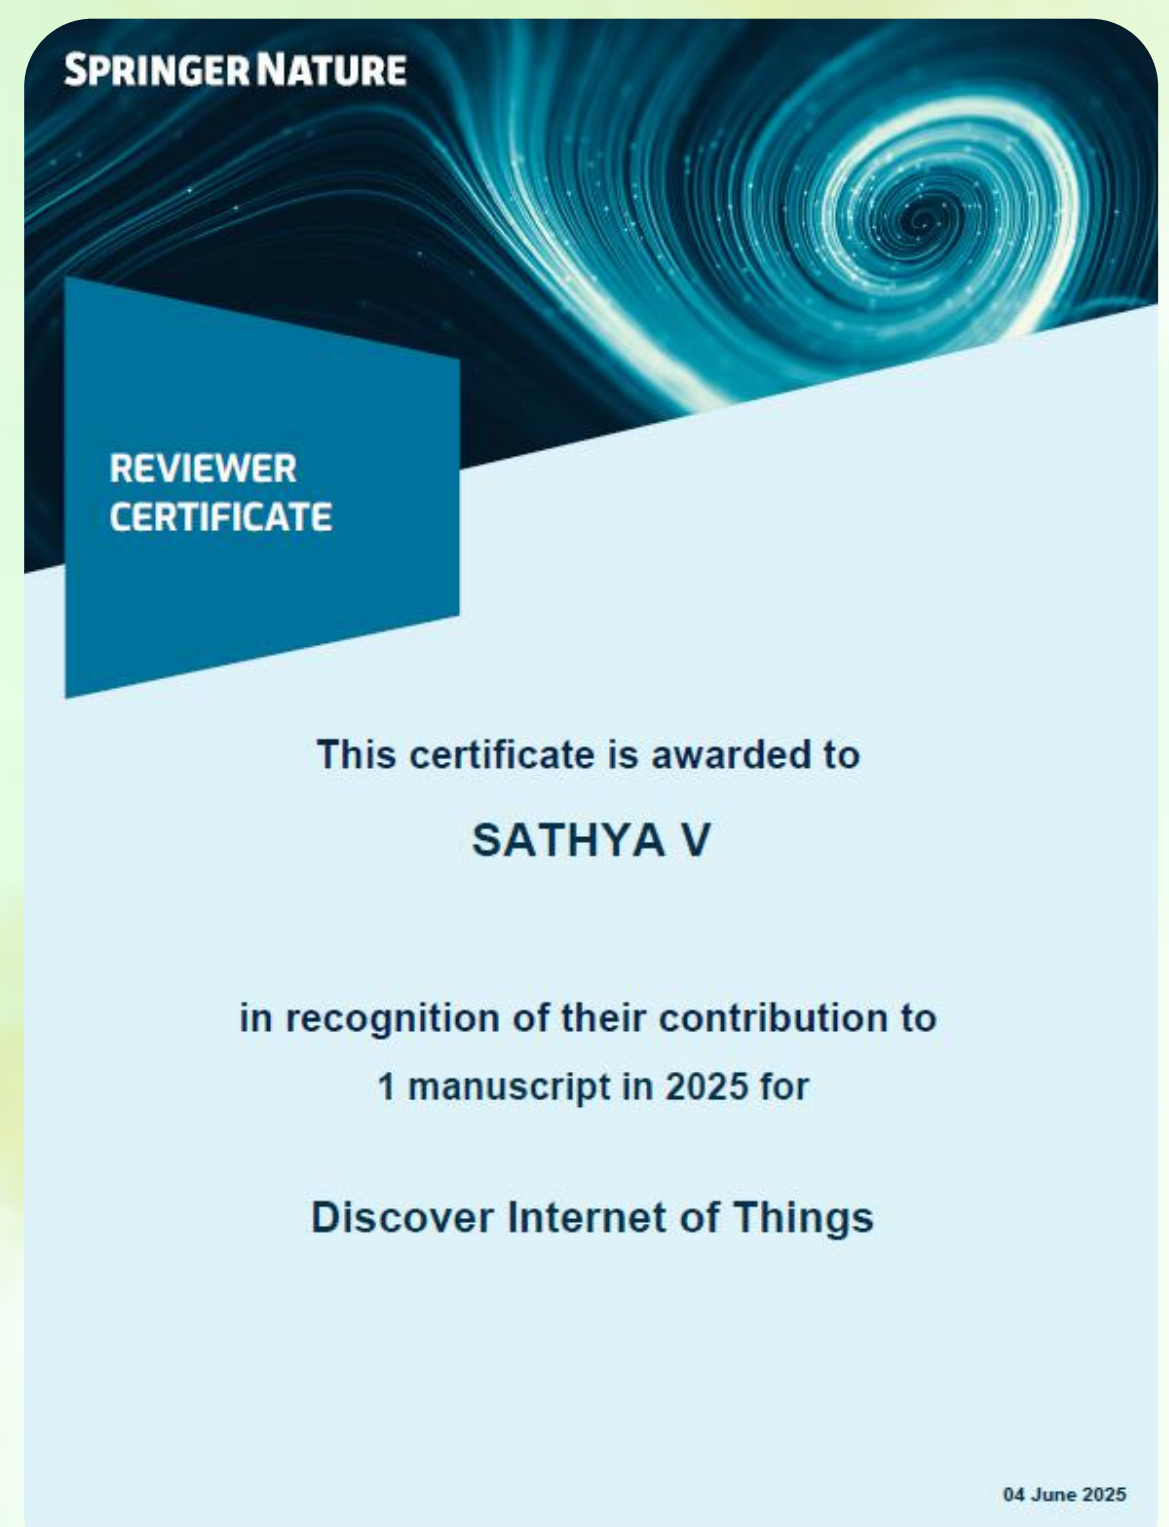 SPRINGER NATURE
REVIEWER
CERTIFICATE
This certificate is awarded to
SATHYA V
in recognition of their contribution to
1 manuscript in 2025 for
Discover Internet of Things
04 June 2025